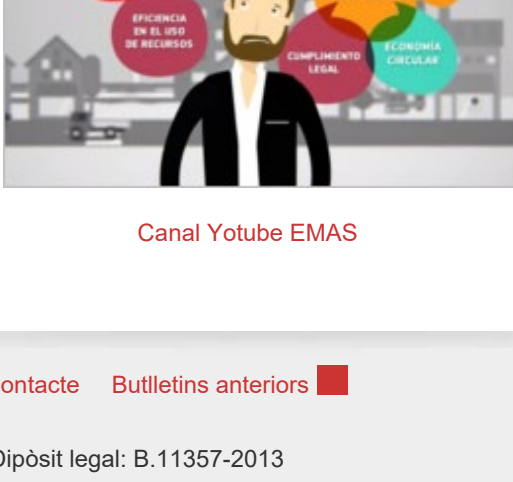 EFICIENCIA
EN EL USO
DE RECURSOS
CUMPLIMIENTO
LEGAL
ECONOMÍA
CIRCULAR
Canal Yotube EMAS
ontacte Butlletins anteriors
Dipòsit legal: B.11357-2013